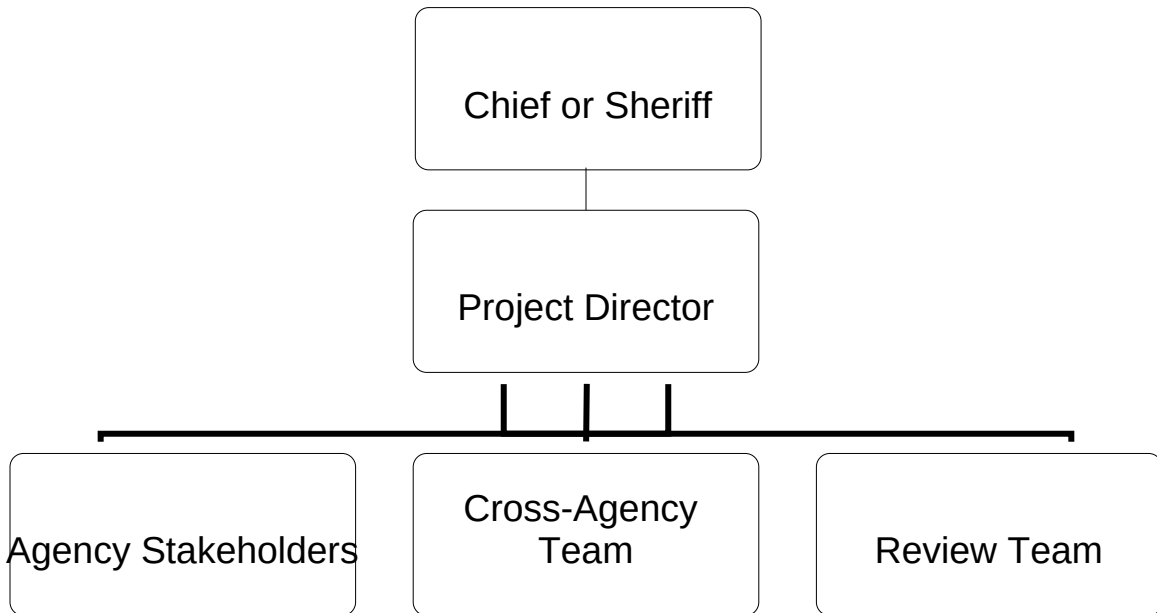 Chief or Sheriff
Project Director
Agency Stakeholders
Cross-Agency
Team
Review Team